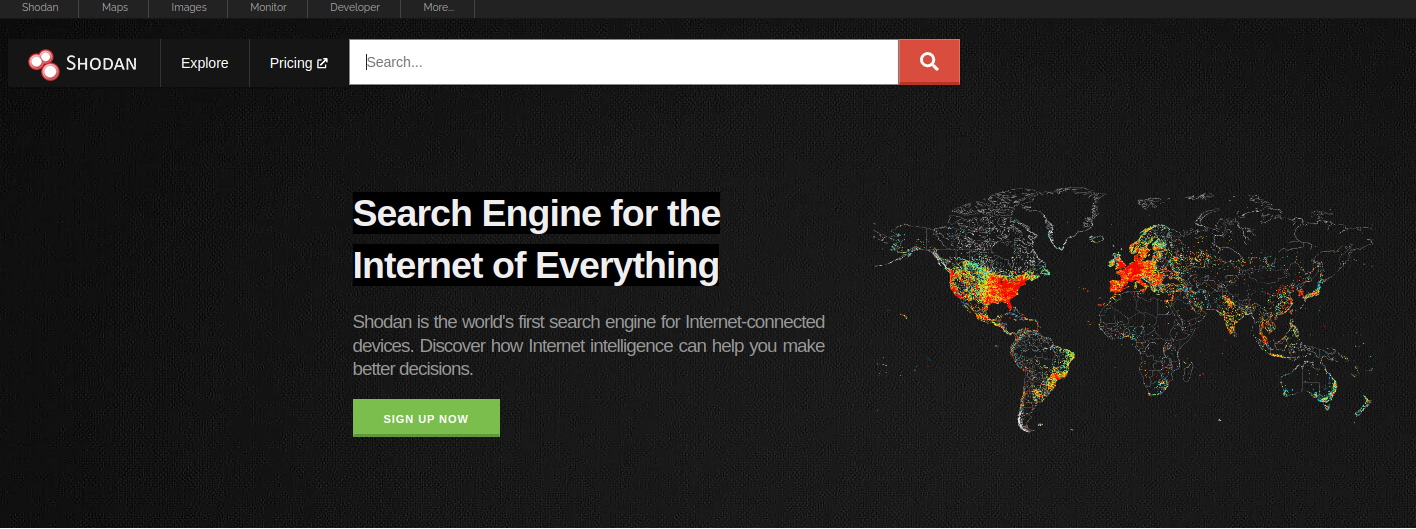 Shodan Maps Images Monitor Developer More...
SHODAN Explore Pricing Search...
Search Engine for the
Internet of Everything
Shodan is the world's first search engine for Internet-connected
devices. Discover how Internet intelligence can help you make
better decisions.
SIGN UP NOW